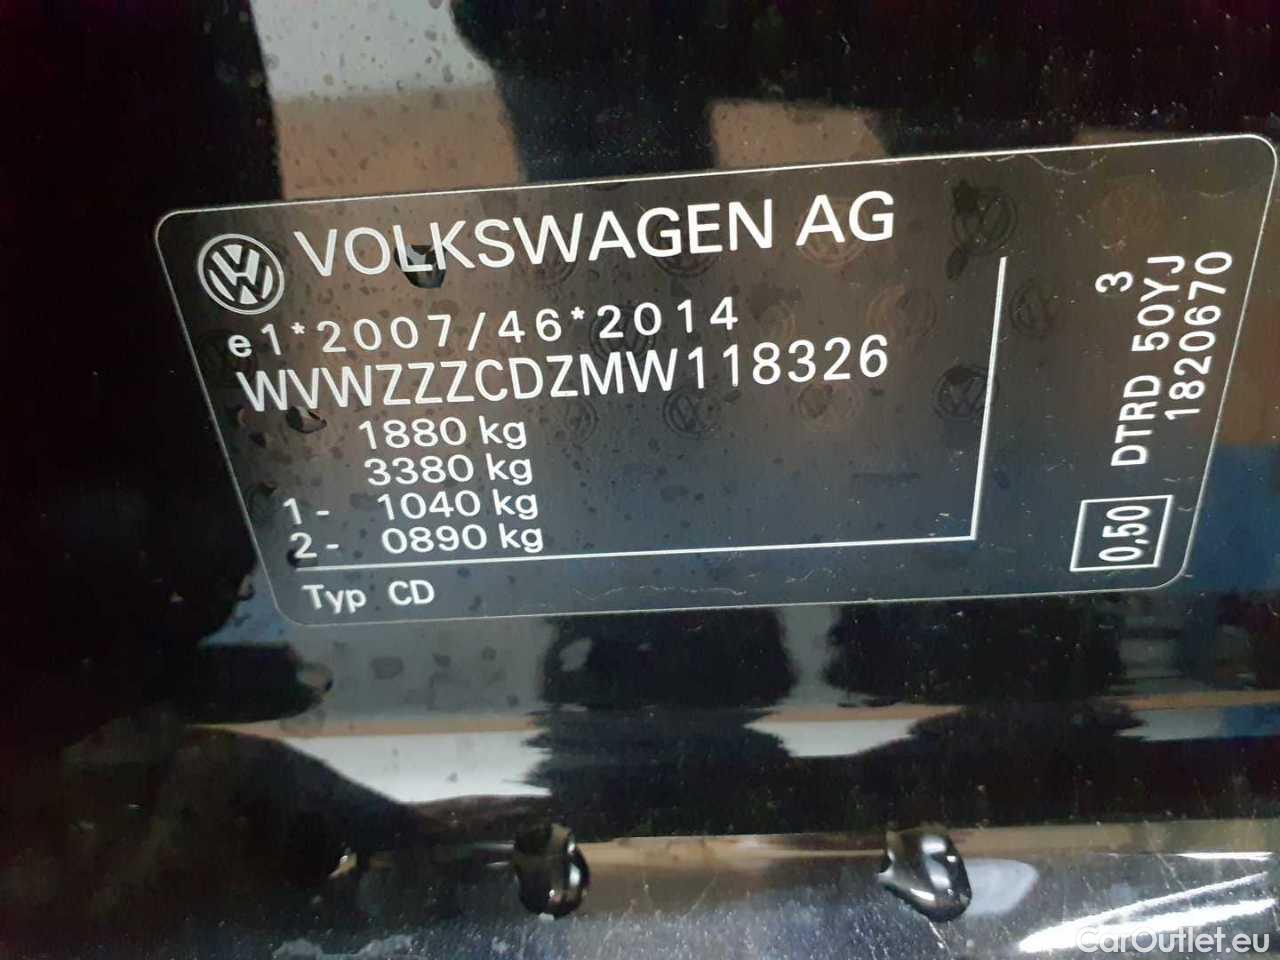 VOLKSWAGEN AG
e1*2007/46*2014
WVWZZZCDZMW118326
1880 kg
3380 kg
1- 1040 kg
2- 0890 kg
Typ CD
3
DTRD 50YJ
1820670
0,50
CarOutlet.eu